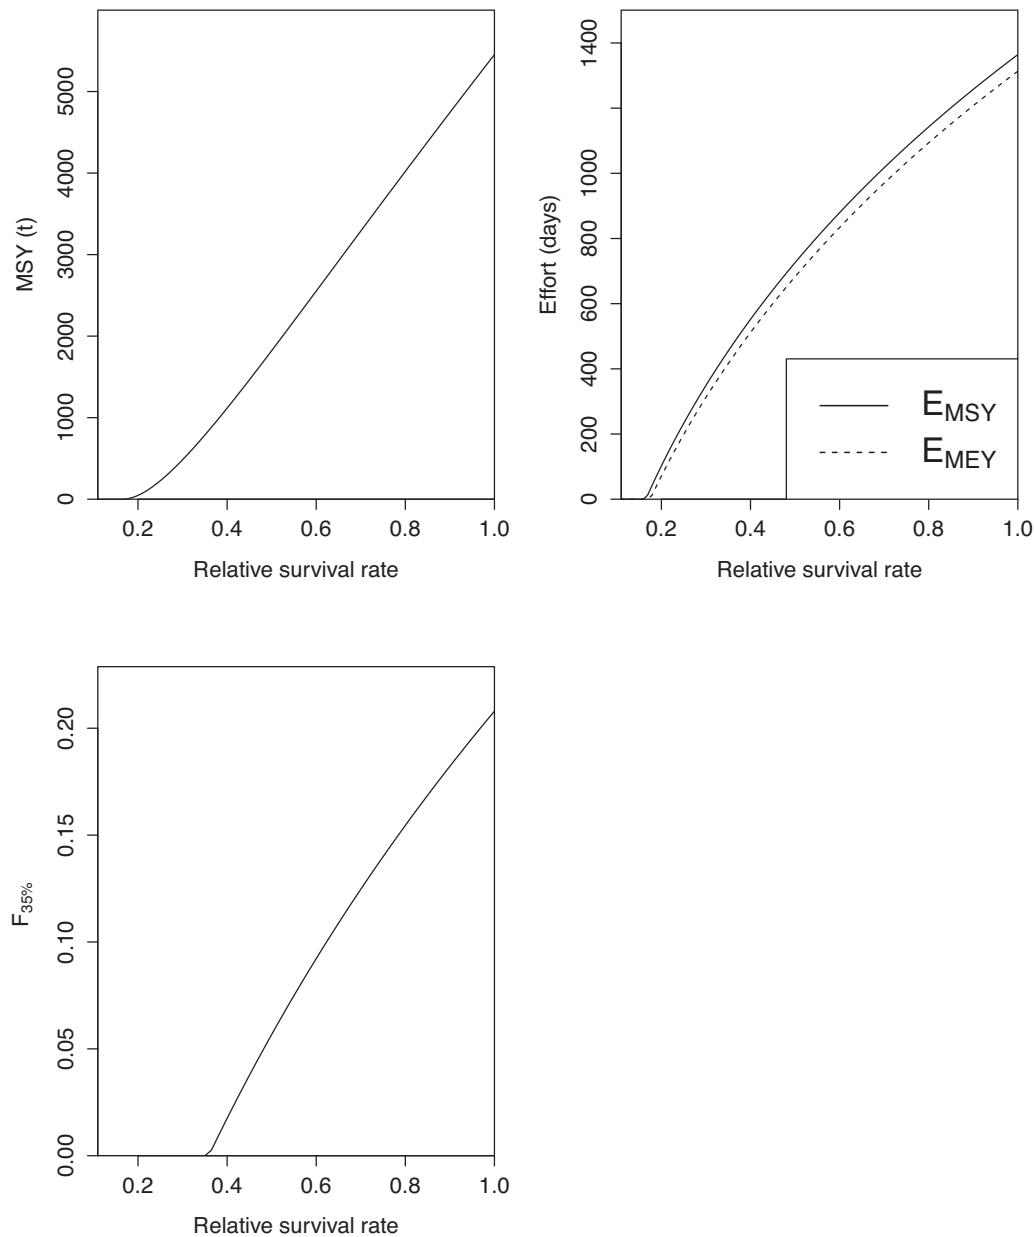 MSY (t)
5000
4000
3000
2000
1000
0
0.2 0.4 0.6 0.8 1.0
Relative survival rate
Effort (days)
1400
1000
800
600
400
200
0
E_MSY
E_MEY
0.2 0.4 0.6 0.8 1.0
Relative survival rate
F35%
0.20
0.15
0.10
0.05
0.00
0.2 0.4 0.6 0.8 1.0
Relative survival rate